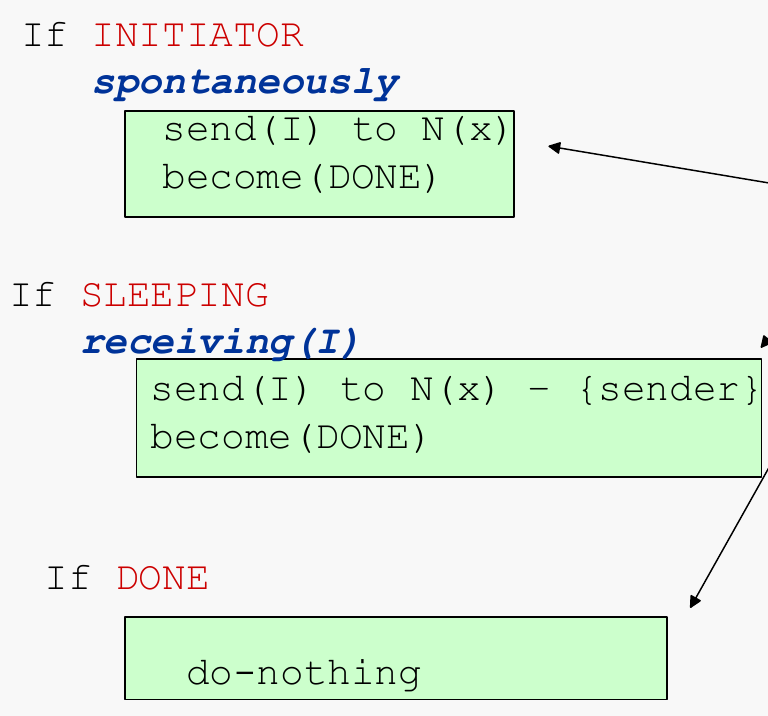 If INITIATOR
spontaneously
send(I) to N(x)
become(DONE)
If SLEEPING
receiving(I)
send(I) to N(x) – {sender}
become(DONE)
If DONE
do-nothing